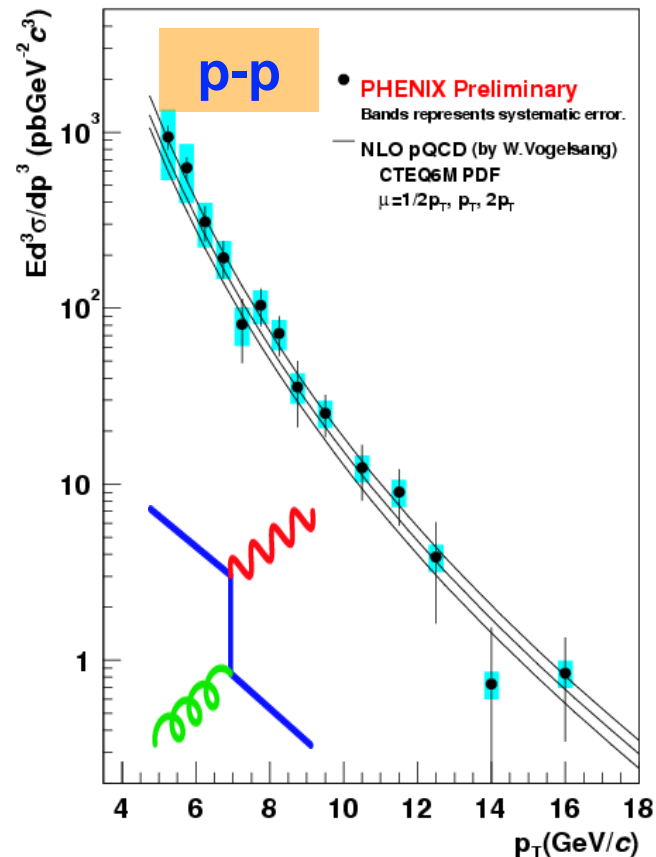 p-p
PHENIX Preliminary
Bands represents systematic error.
NLO pQCD (by W.Vogelsang)
CTEQ6M PDF
μ=1/2p_T, p_T, 2p_T
Ed³σ/dp³ (pbGeV⁻²c³)
10³
10²
10
1
4 6 8 10 12 14 16 18
p_T(GeV/c)